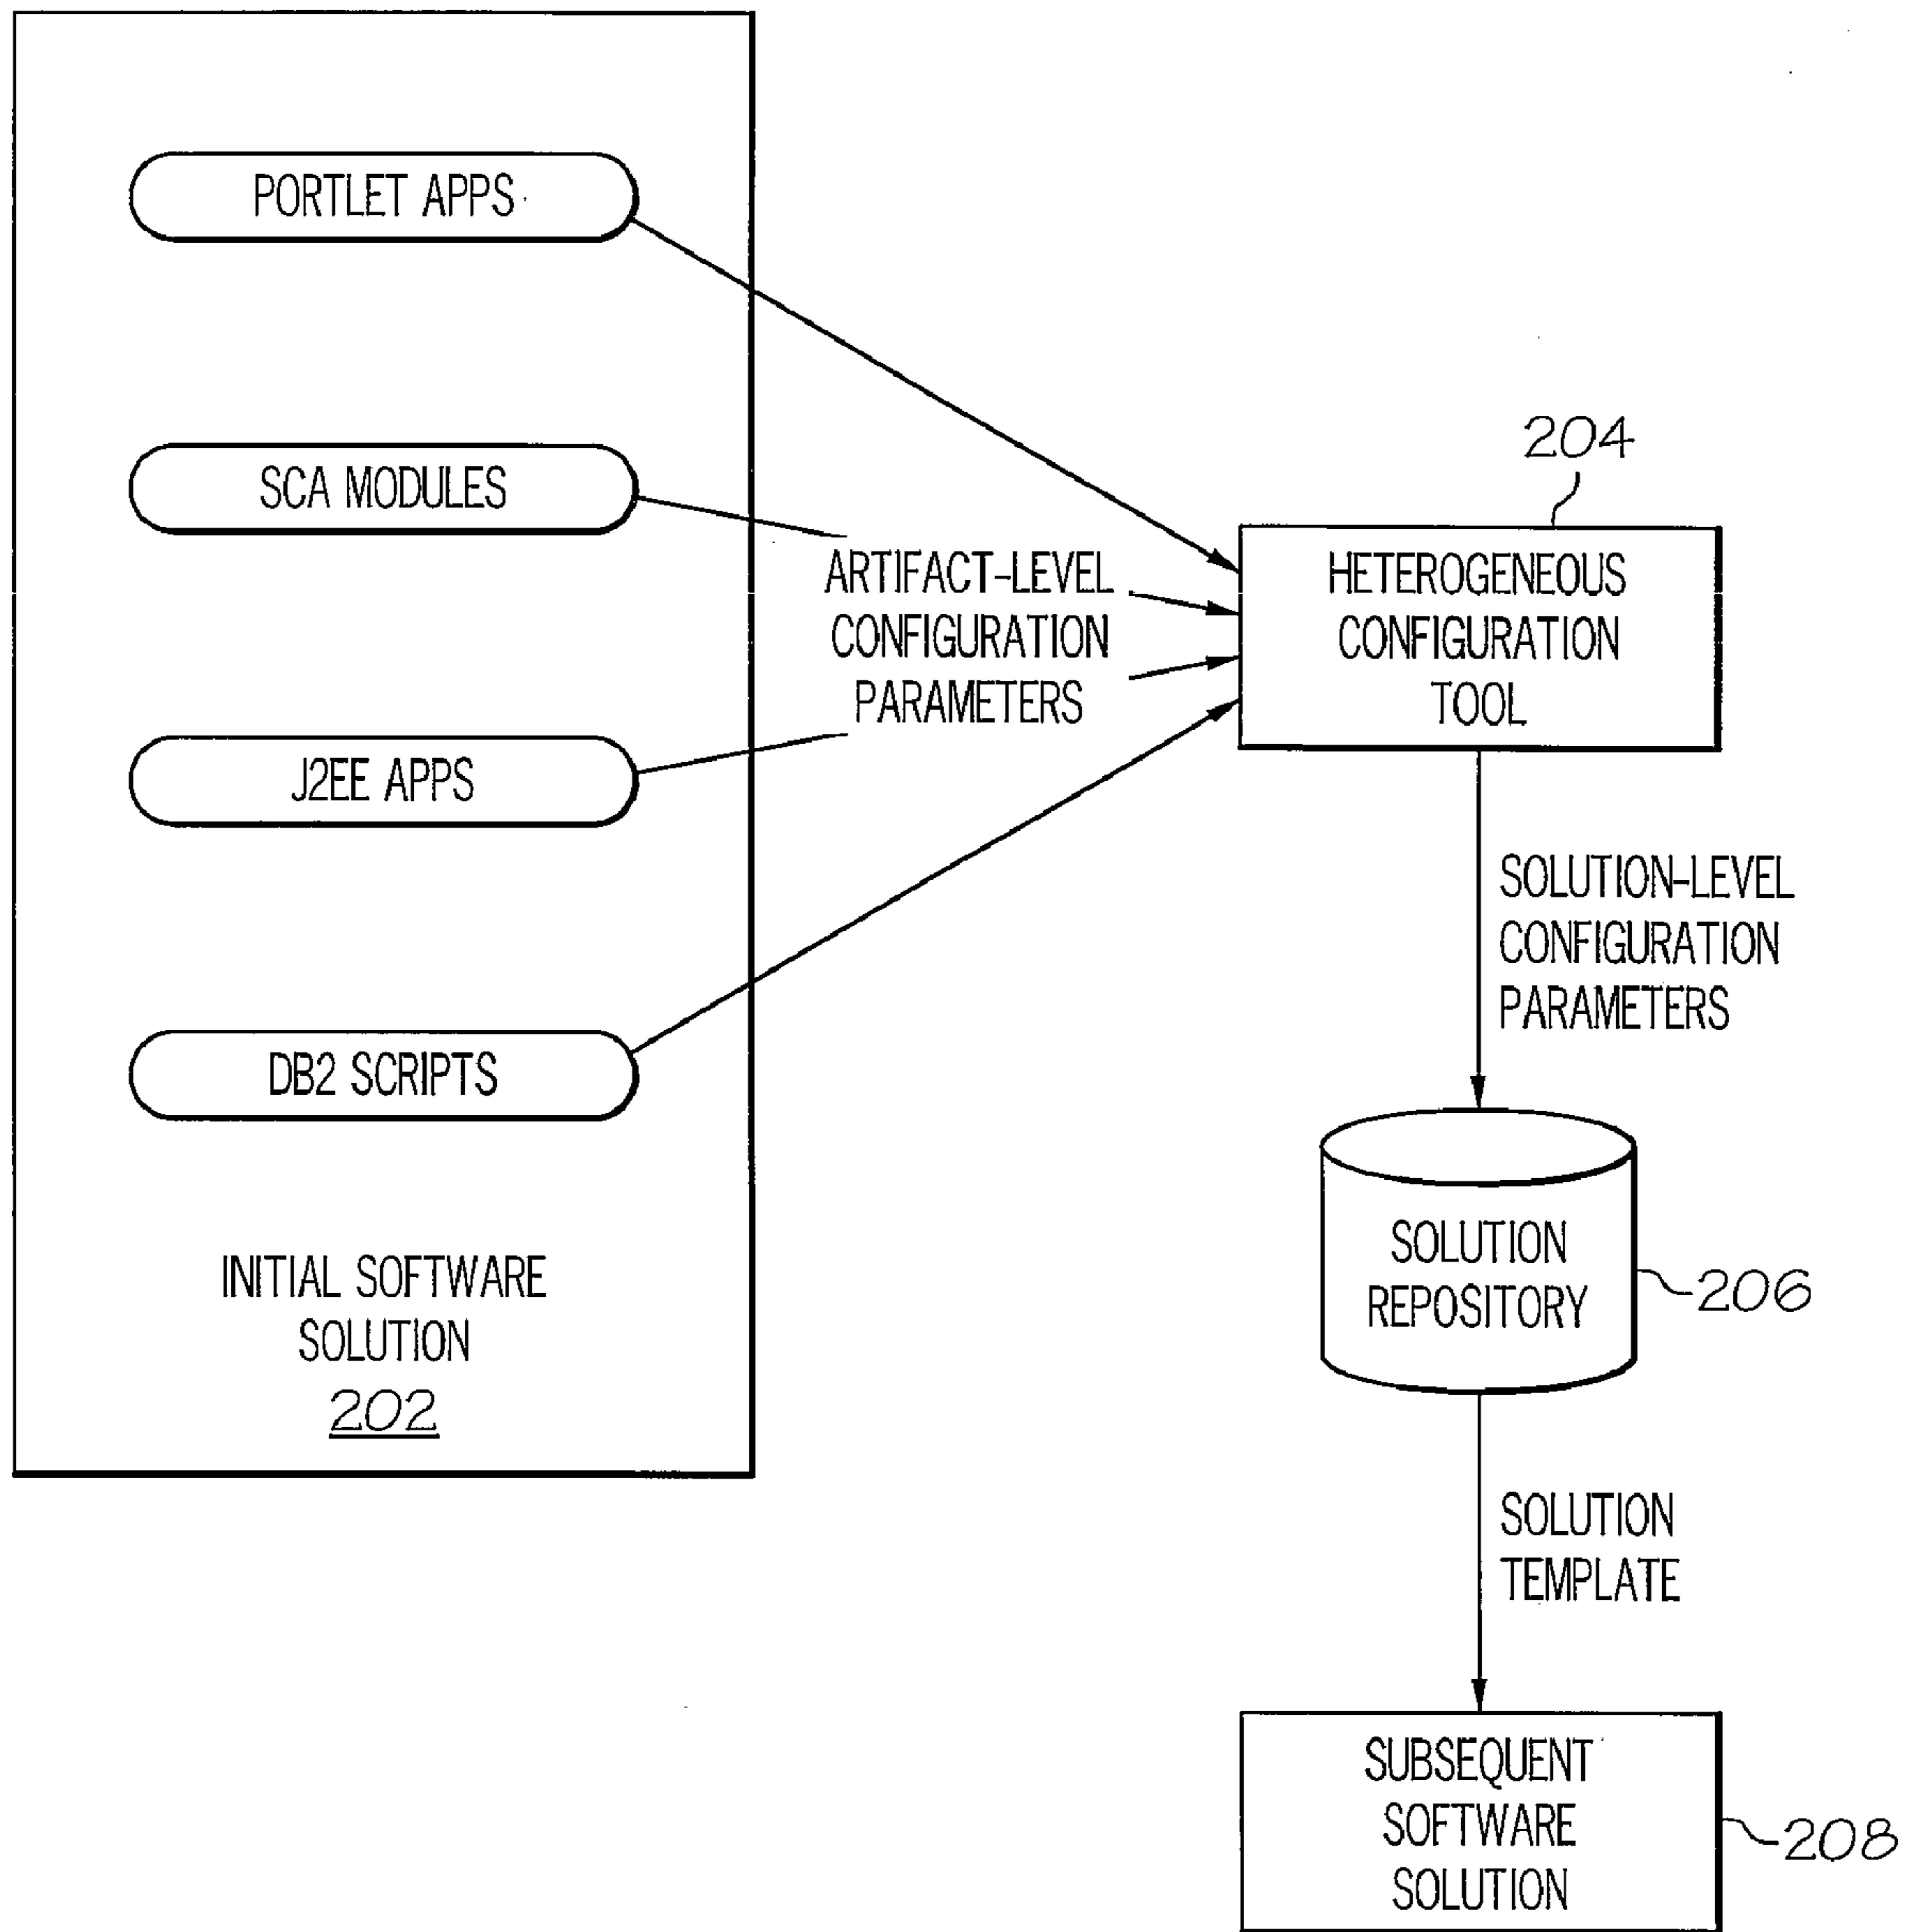 PORTLET APPS
SCA MODULES
J2EE APPS
DB2 SCRIPTS
INITIAL SOFTWARE
SOLUTION
202
ARTIFACT-LEVEL
CONFIGURATION
PARAMETERS
204
HETEROGENEOUS
CONFIGURATION
TOOL
SOLUTION-LEVEL
CONFIGURATION
PARAMETERS
SOLUTION
REPOSITORY
206
SOLUTION
TEMPLATE
SUBSEQUENT
SOFTWARE
SOLUTION
208